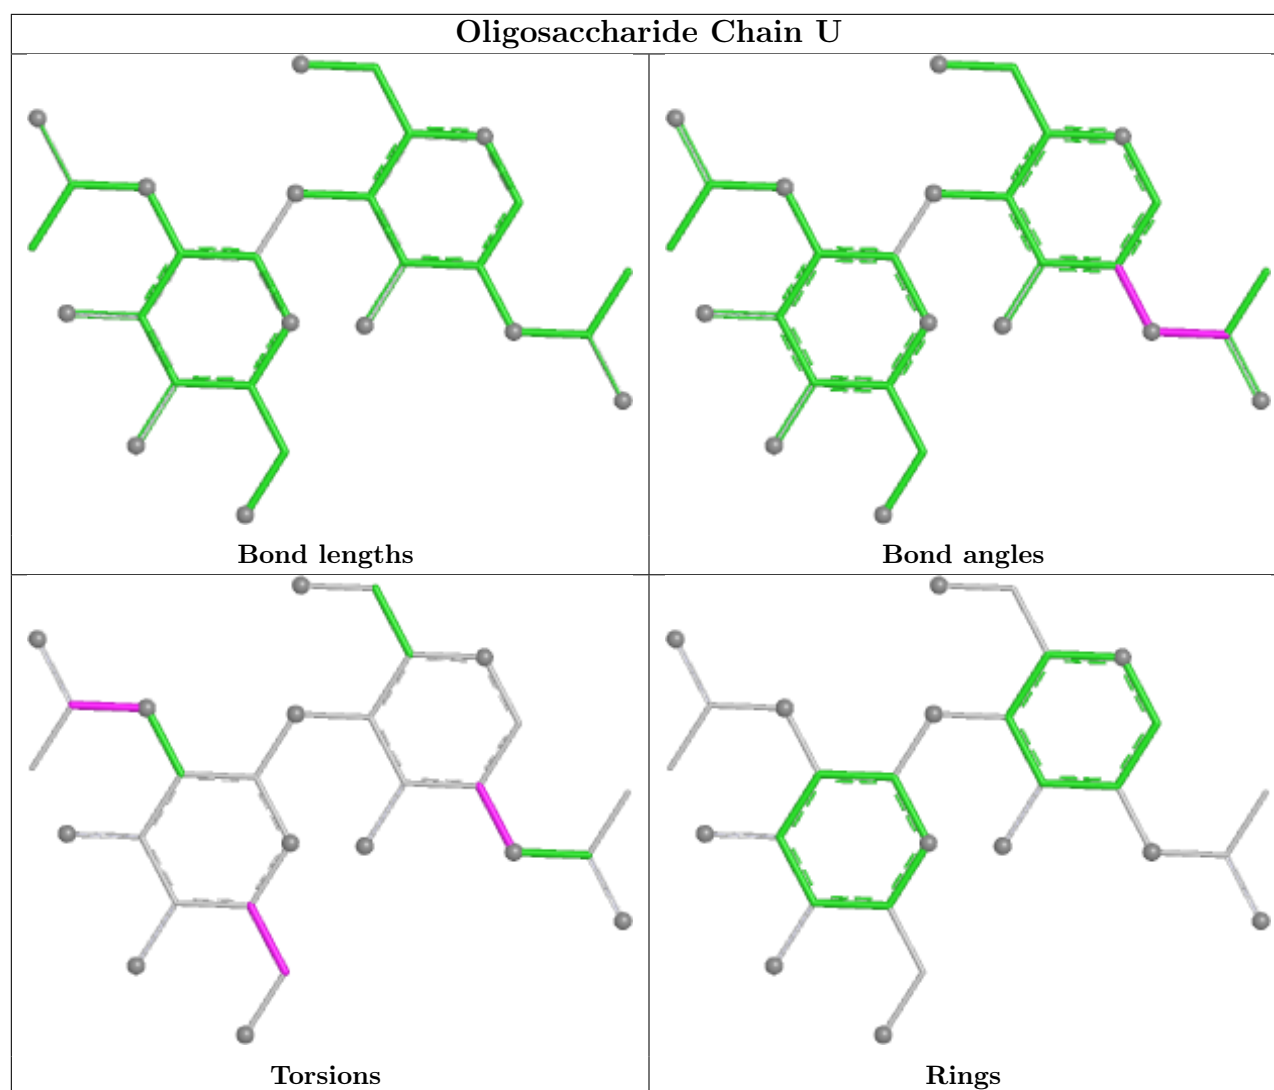 Oligosaccharide Chain U
Bond lengths
Bond angles
Torsions
Rings